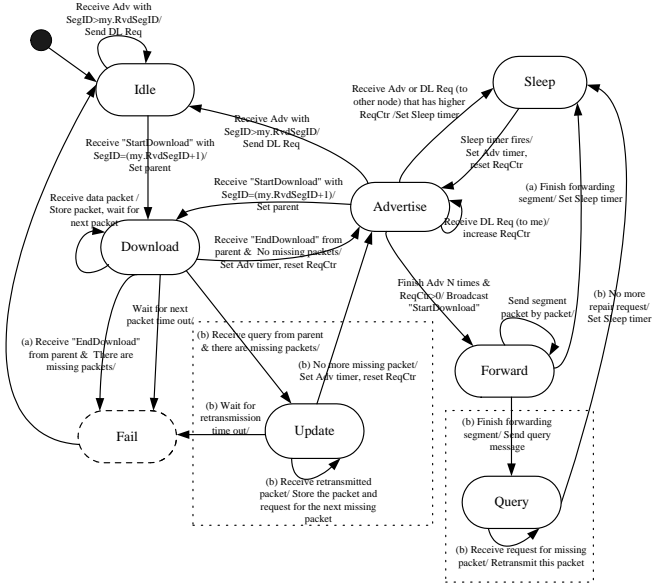 Receive Adv with
SegID>my.RvdSegID/
Send DL Req
Idle
Sleep
Receive Adv or DL Req (to
other node) that has higher
ReqCtr /Set Sleep timer
Receive Adv with
SegID>my.RvdSegID/
Send DL Req
Receive "StartDownload" with
SegID=(my.RvdSegID+1)/
Set parent
Sleep timer fires/
Set Adv timer,
reset ReqCtr
Receive "StartDownload" with
SegID=(my.RvdSegID+1)/
Set parent
(a) Finish forwarding
segment/ Set Sleep timer
Receive data packet /
Store packet, wait for
next packet
Advertise
Receive DL Req (to me)/
increase ReqCtr
Download
Receive "EndDownload" from
parent & No missing packets/
Set Adv timer, reset ReqCtr
Finish Adv N times &
ReqCtr>0/ Broadcast
"StartDownload"
(b) No more
repair request/
Set Sleep timer
Wait for next
packet time out/
Send segment
packet by packet/
(a) Receive "EndDownload"
from parent & There are
missing packets/
(b) Receive query from parent
& there are missing packets/
(b) No more missing packet/
Set Adv timer, reset ReqCtr
Forward
(b) Wait for
retransmission
time out/
Fail
Update
(b) Finish forwarding
segment/ Send query
message
(b) Receive retransmitted
packet/ Store the packet and
request for the next missing
packet
Query
(b) Receive request for missing
packet/ Retransmit this packet